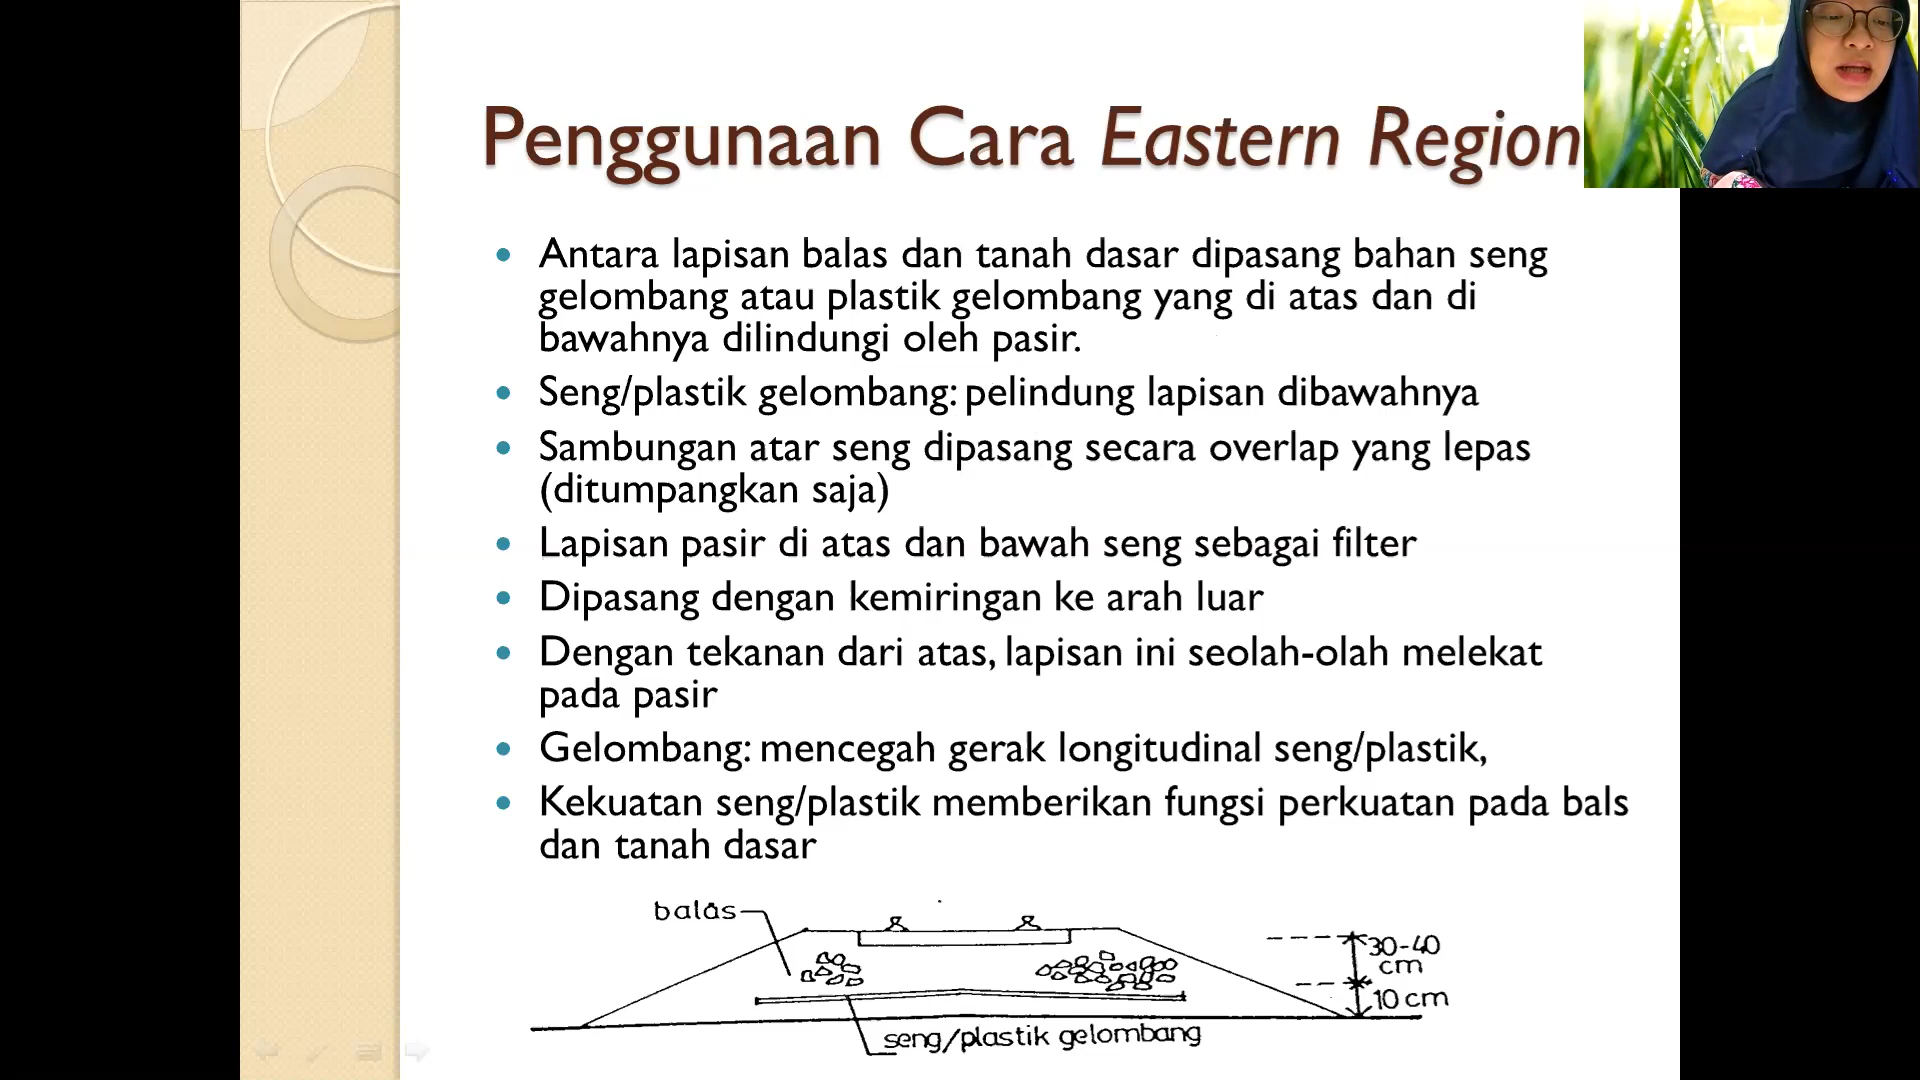 Penggunaan Cara Eastern Region
• Antara lapisan balas dan tanah dasar dipasang bahan seng
gelombang atau plastik gelombang yang di atas dan di
bawahnya dilindungi oleh pasir.
• Seng/plastik gelombang: pelindung lapisan dibawahnya
• Sambungan atar seng dipasang secara overlap yang lepas
(ditumpangkan saja)
• Lapisan pasir di atas dan bawah seng sebagai filter
• Dipasang dengan kemiringan ke arah luar
• Dengan tekanan dari atas, lapisan ini seolah-olah melekat
pada pasir
• Gelombang: mencegah gerak longitudinal seng/plastik,
• Kekuatan seng/plastik memberikan fungsi perkuatan pada bals
dan tanah dasar
balas
30-40
cm
10 cm
seng/plastik gelombang